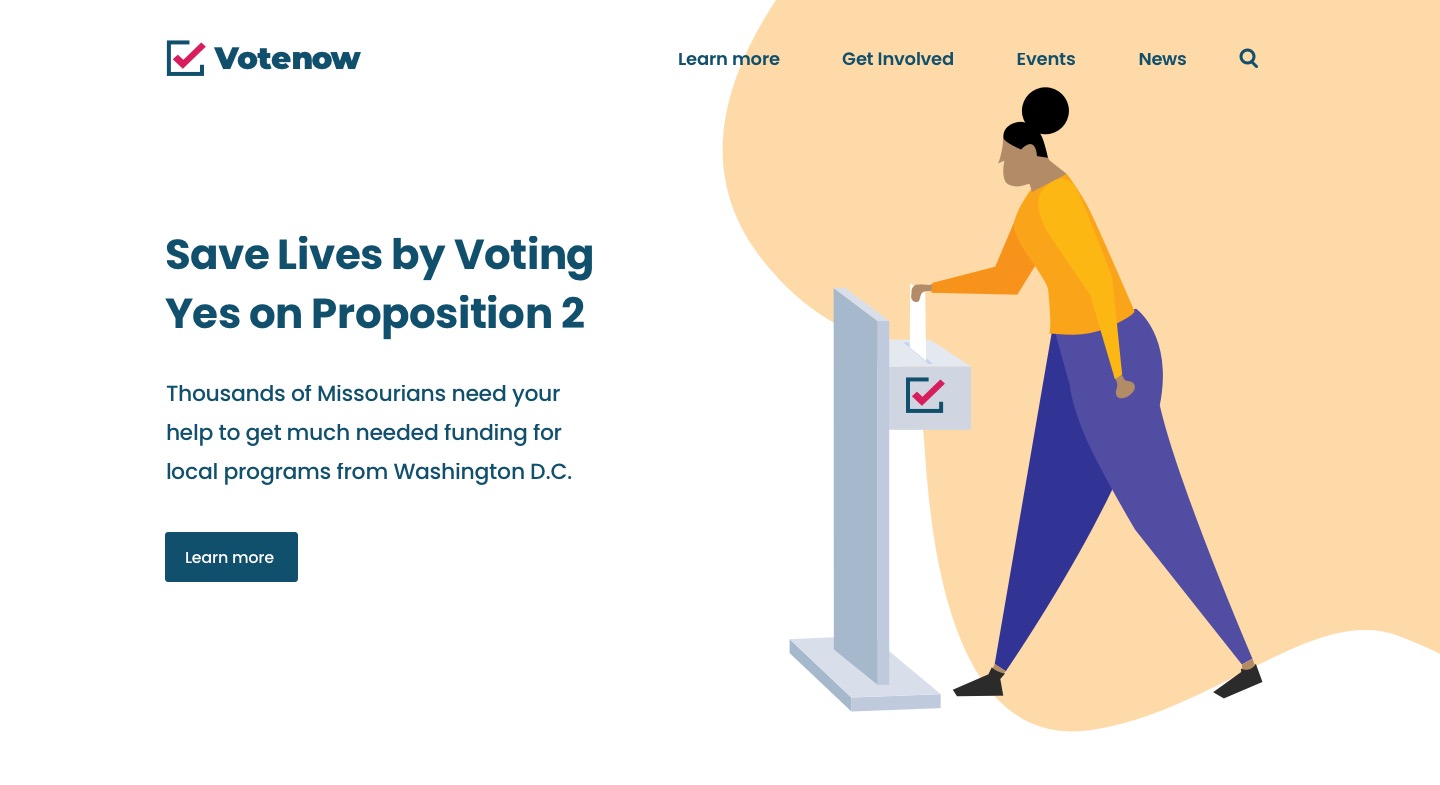 Votenow
Learn more
Get Involved
Events
News
Save Lives by Voting
Yes on Proposition 2
Thousands of Missourians need your
help to get much needed funding for
local programs from Washington D.C.
Learn more